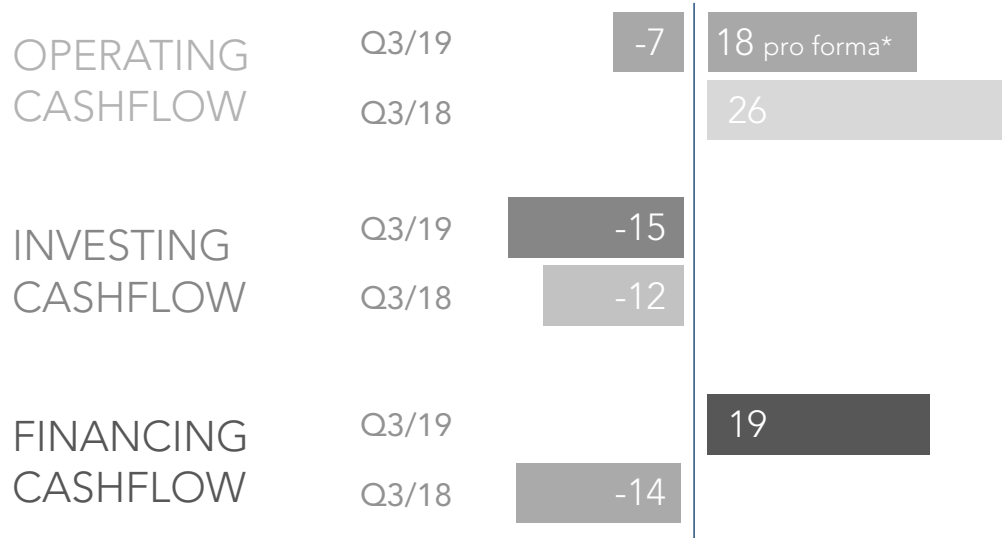 OPERATING
CASHFLOW
Q3/19
-7
18 pro forma*
Q3/18
26
INVESTING
CASHFLOW
Q3/19
-15
Q3/18
-12
FINANCING
CASHFLOW
Q3/19
19
Q3/18
-14